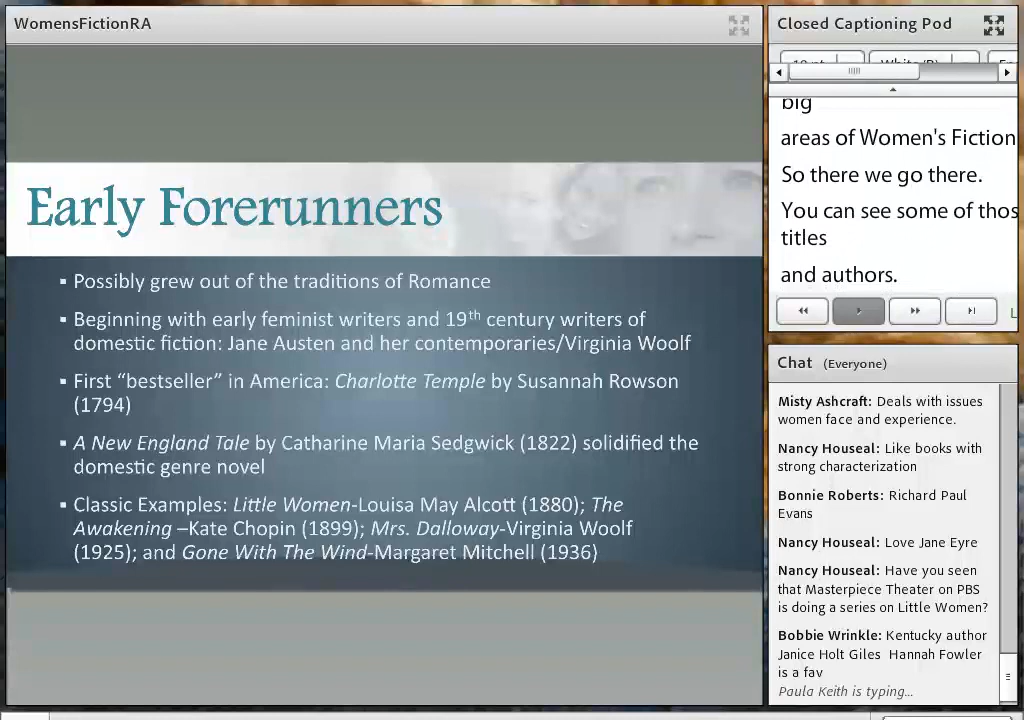 WomensFictionRA
Early Forerunners
▪ Possibly grew out of the traditions of Romance
▪ Beginning with early feminist writers and 19th century writers of
domestic fiction: Jane Austen and her contemporaries/Virginia Woolf
▪ First “bestseller” in America: Charlotte Temple by Susannah Rowson
(1794)
▪ A New England Tale by Catharine Maria Sedgwick (1822) solidified the
domestic genre novel
▪ Classic Examples: Little Women-Louisa May Alcott (1880); The
Awakening –Kate Chopin (1899); Mrs. Dalloway-Virginia Woolf
(1925); and Gone With The Wind-Margaret Mitchell (1936)
Closed Captioning Pod
big
areas of Women's Fiction
So there we go there.
You can see some of thos
titles
and authors.
Chat (Everyone)
Misty Ashcraft: Deals with issues
women face and experience.
Nancy Houseal: Like books with
strong characterization
Bonnie Roberts: Richard Paul
Evans
Nancy Houseal: Love Jane Eyre
Nancy Houseal: Have you seen
that Masterpiece Theater on PBS
is doing a series on Little Women?
Bobbie Wrinkle: Kentucky author
Janice Holt Giles Hannah Fowler
is a fav
Paula Keith is typing...